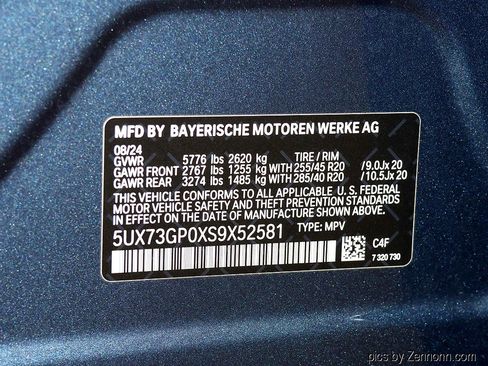 MFD BY BAYERISCHE MOTOREN WERKE AG
08/24
GVWR 5776 lbs 2620 kg TIRE / RIM
GAWR FRONT 2767 lbs 1255 kg WITH 255/45 R20 /9.0Jx 20
GAWR REAR 3274 lbs 1485 kg WITH 285/40 R20 /10.5Jx 20
THIS VEHICLE CONFORMS TO ALL APPLICABLE U.S. FEDERAL
MOTOR VEHICLE SAFETY AND THEFT PREVENTION STANDARDS
IN EFFECT ON THE DATE OF MANUFACTURE SHOWN ABOVE.
5UX73GP0XS9X52581 TYPE: MPV
C4F
7 320 730
pics by Zennonn.com